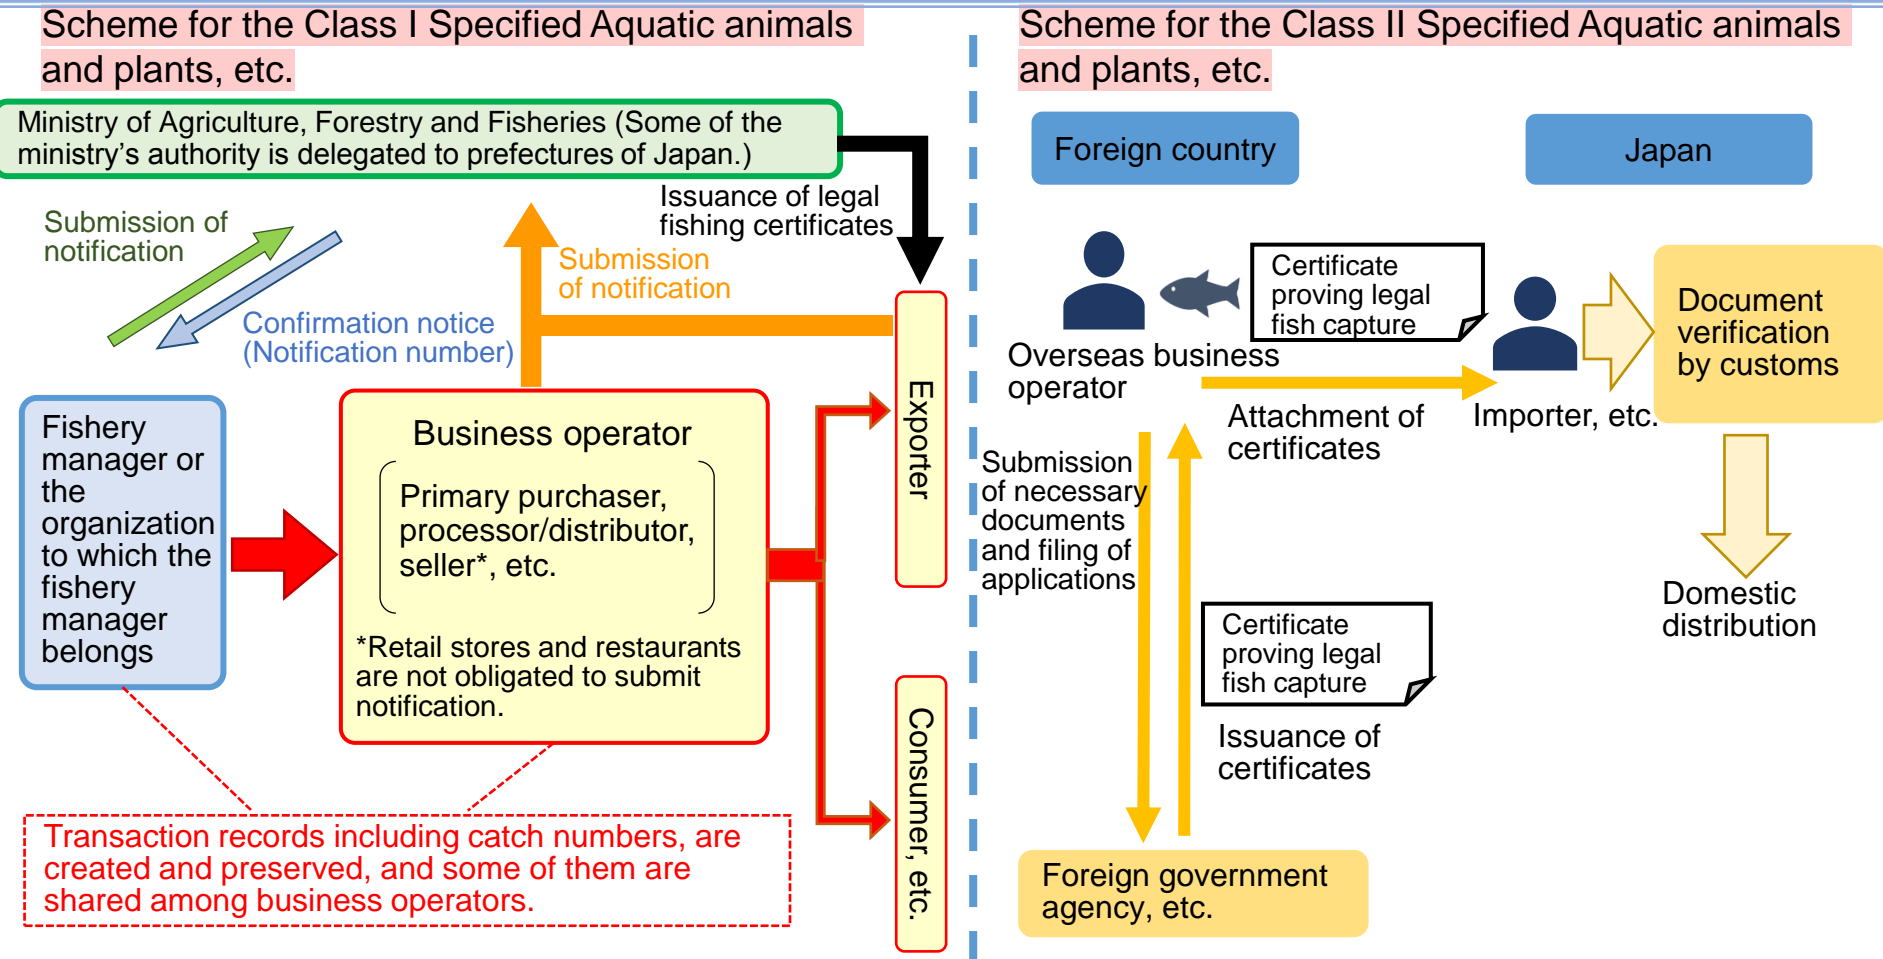 Scheme for the Class I Specified Aquatic animals
and plants, etc.
Ministry of Agriculture, Forestry and Fisheries (Some of the
ministry’s authority is delegated to prefectures of Japan.)
Submission of
notification
Confirmation notice
(Notification number)
Submission
of notification
Issuance of legal
fishing certificates
Fishery
manager or
the
organization
to which the
fishery
manager
belongs
Business operator
Primary purchaser,
processor/distributor,
seller*, etc.
*Retail stores and restaurants
are not obligated to submit
notification.
Exporter
Consumer, etc.
Transaction records including catch numbers, are
created and preserved, and some of them are
shared among business operators.
Scheme for the Class II Specified Aquatic animals
and plants, etc.
Foreign country
Japan
Certificate
proving legal
fish capture
Overseas business
operator
Attachment of
certificates
Importer, etc.
Document
verification
by customs
Domestic
distribution
Submission
of necessary
documents
and filing of
applications
Certificate
proving legal
fish capture
Issuance of
certificates
Foreign government
agency, etc.